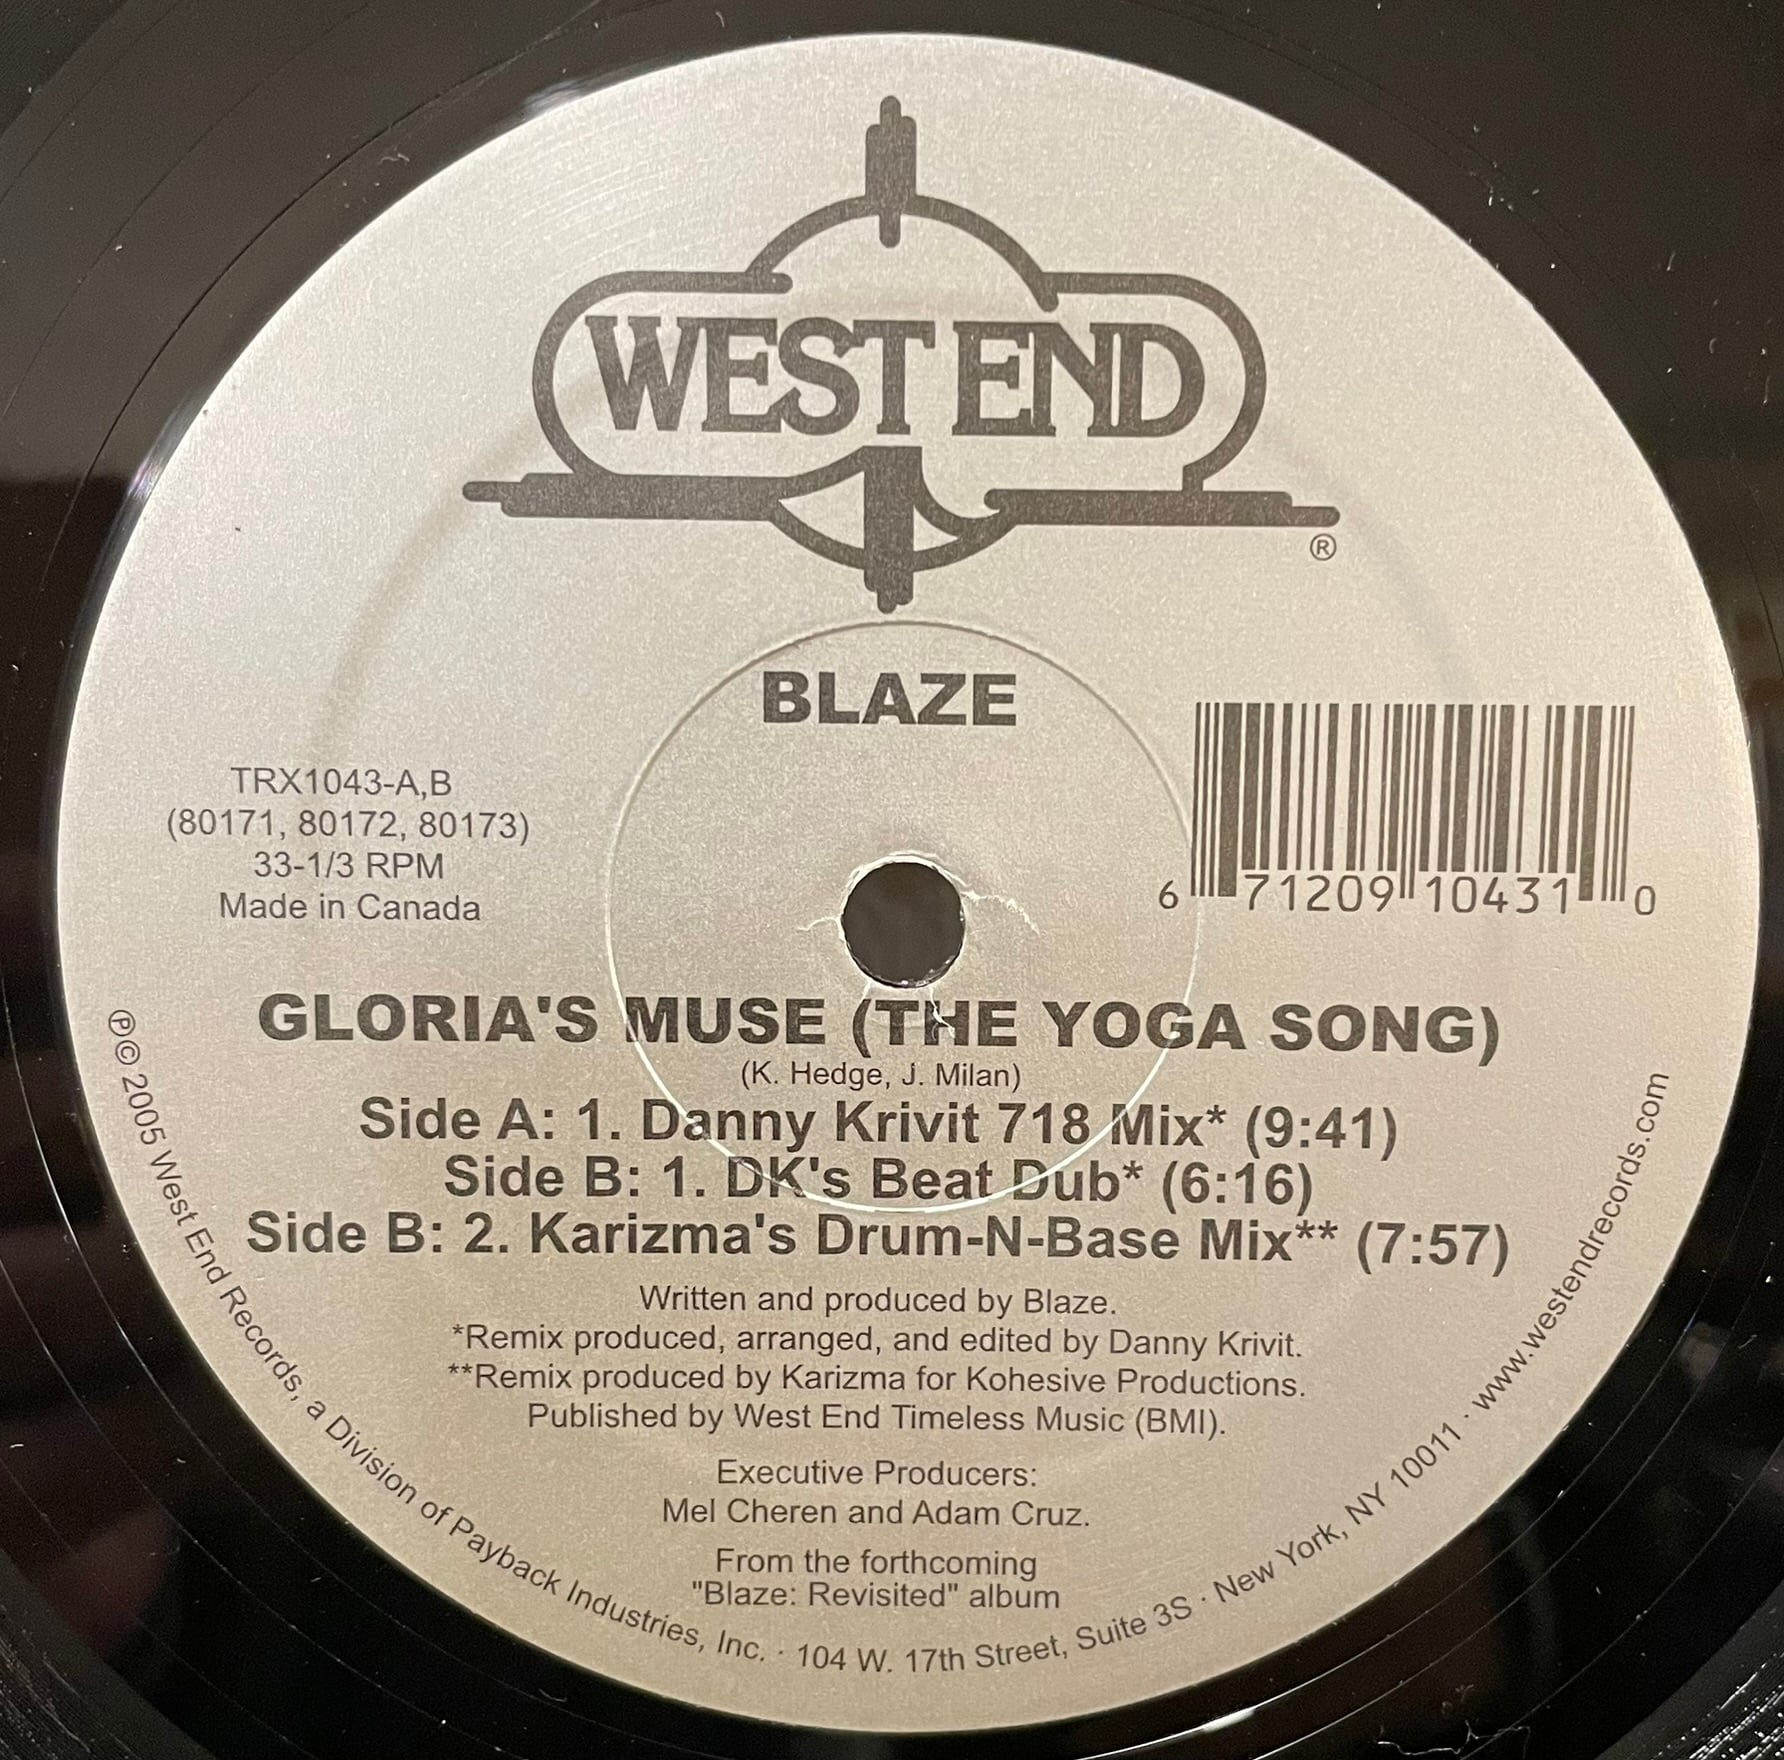 WEST END
®
BLAZE
TRX1043-A,B
(80171, 80172, 80173)
33-1/3 RPM
Made in Canada
6 71209 10431 0
GLORIA'S MUSE (THE YOGA SONG)
(K. Hedge, J. Milan)
Side A: 1. Danny Krivit 718 Mix* (9:41)
Side B: 1. DK's Beat Dub* (6:16)
Side B: 2. Karizma's Drum-N-Base Mix** (7:57)
Written and produced by Blaze.
*Remix produced, arranged, and edited by Danny Krivit.
**Remix produced by Karizma for Kohesive Productions.
Published by West End Timeless Music (BMI).
Executive Producers:
Mel Cheren and Adam Cruz.
From the forthcoming
"Blaze: Revisited" album
℗© 2005 West End Records, a Division of Payback Industries, Inc. · 104 W. 17th Street, Suite 3S · New York, NY 10011 · www.westendrecords.com